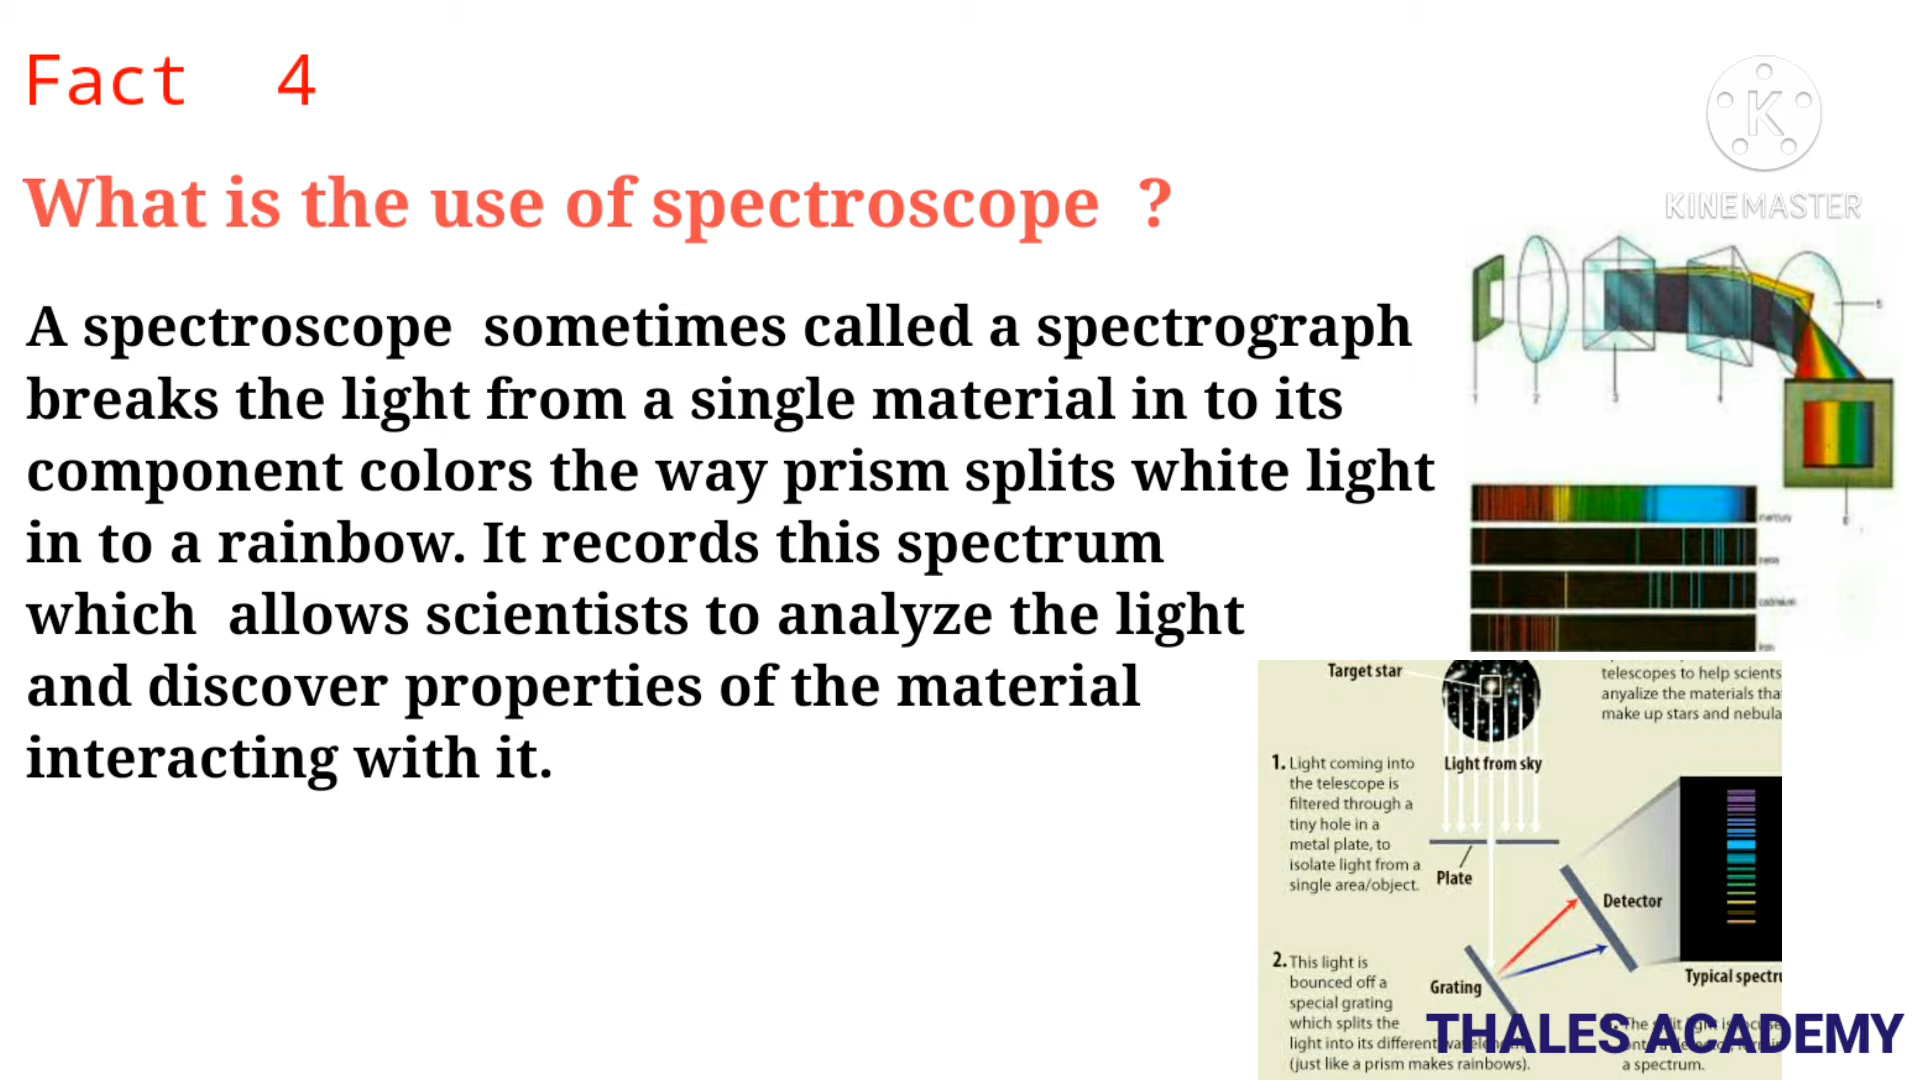 Fact 4
KINEMASTER
What is the use of spectroscope ?
A spectroscope sometimes called a spectrograph
breaks the light from a single material in to its
component colors the way prism splits white light
in to a rainbow. It records this spectrum
which allows scientists to analyze the light
and discover properties of the material
interacting with it.
mercury
cadmium
Target star
telescopes to help scients
anyalize the materials tha
make up stars and nebula
Light from sky
1. Light coming into
the telescope is
filtered through a
tiny hole in a
metal plate, to
isolate light from a
single area/object.
Plate
Detector
Typical spectru
Grating
2. This light is
bounced off a
special grating
which splits the
light into its different
(just like a prism makes rainbows).
THALES ACADEMY
a spectrum.